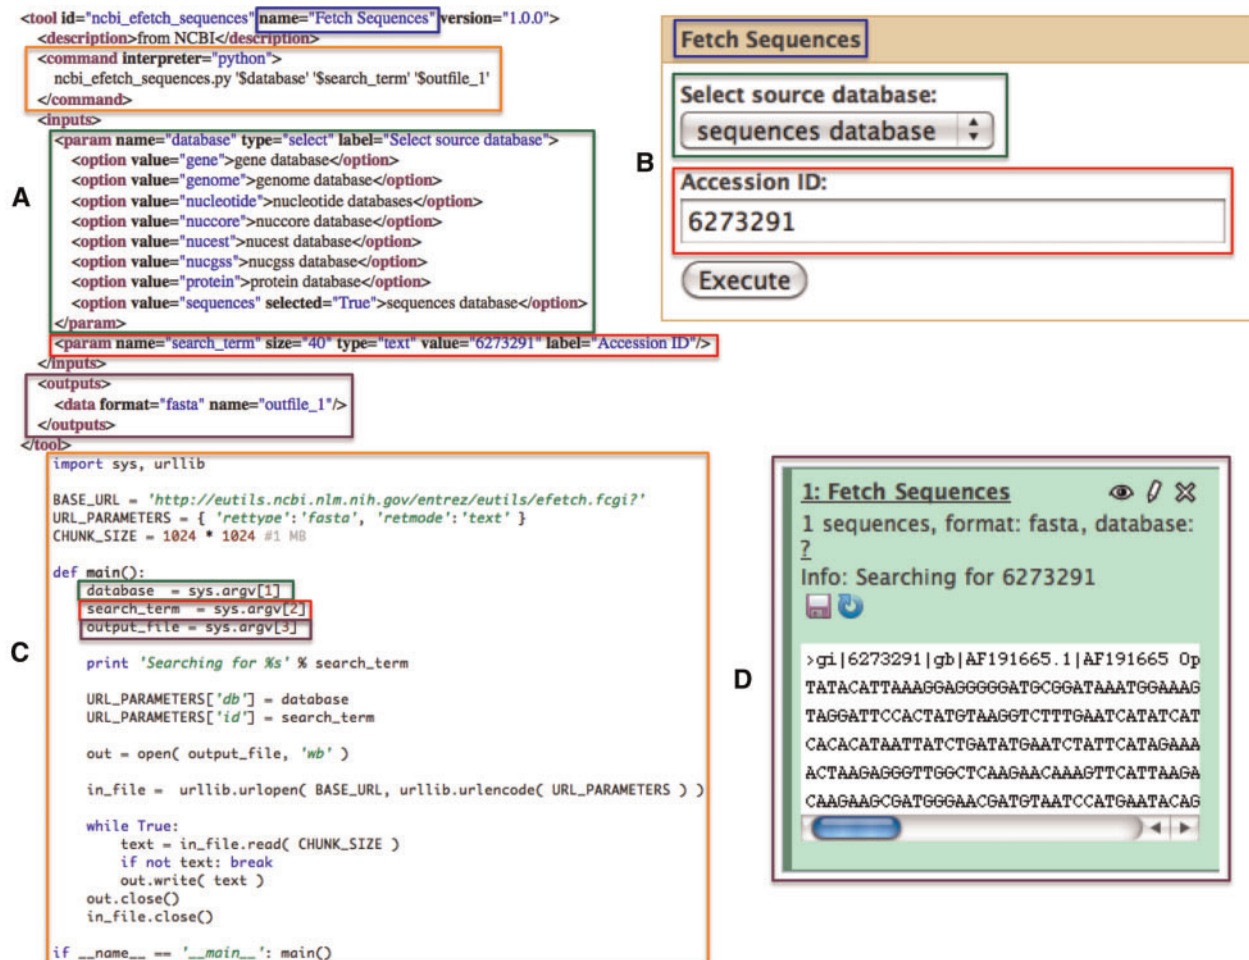 <tool id="ncbi_efetch_sequences" name="Fetch Sequences" version="1.0.0">
<description>from NCBI</description>
<command interpreter="python">
ncbi_efetch_sequences.py '$database' '$search_term' '$outfile_1'
</command>
<inputs>
<param name="database" type="select" label="Select source database">
<option value="gene">gene database</option>
<option value="genome">genome database</option>
<option value="nucleotide">nucleotide databases</option>
<option value="nuccore">nuccore database</option>
<option value="nucest">nucest database</option>
<option value="nucgss">nucgss database</option>
<option value="protein">protein database</option>
<option value="sequences" selected="True">sequences database</option>
</param>
<param name="search_term" size="40" type="text" value="6273291" label="Accession ID"/>
</inputs>
<outputs>
<data format="fasta" name="outfile_1"/>
</outputs>
</tool>
A
Fetch Sequences
Select source database:
sequences database
Accession ID:
6273291
Execute
B
import sys, urllib
BASE_URL = 'http://eutils.ncbi.nlm.nih.gov/entrez/eutils/efetch.fcgi?'
URL_PARAMETERS = { 'rettype':'fasta', 'retmode':'text' }
CHUNK_SIZE = 1024 * 1024 #1 MB
def main():
database = sys.argv[1]
search_term = sys.argv[2]
output_file = sys.argv[3]
print 'Searching for %s' % search_term
URL_PARAMETERS['db'] = database
URL_PARAMETERS['id'] = search_term
out = open( output_file, 'wb' )
in_file = urllib.urlopen( BASE_URL, urllib.urlencode( URL_PARAMETERS ) )
while True:
text = in_file.read( CHUNK_SIZE )
if not text: break
out.write( text )
out.close()
in_file.close()
if __name__ == '__main__': main()
C
1: Fetch Sequences
1 sequences, format: fasta, database:
?
Info: Searching for 6273291
>gi|6273291|gb|AF191665.1|AF191665 Op
TATACATTAAAGGAGGGGGATGCGGATAAATGGAAAG
TAGGATTCCACTATGTAAGGTCTTTGAATCATATCAT
CACACATAATTATCTGATATGAATCTATTCATAGAAA
ACTAAGAGGGTTGGCTCAAGAACAAAGTTCATTAAGA
CAAGAAGCGATGGGAACGATGTAATCCATGAATACAG
D